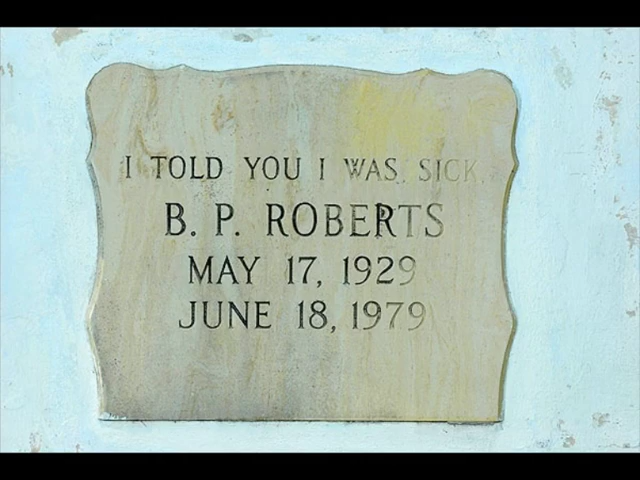 I TOLD YOU I WAS SICK.
B. P. ROBERTS
MAY 17, 1929
JUNE 18, 1979